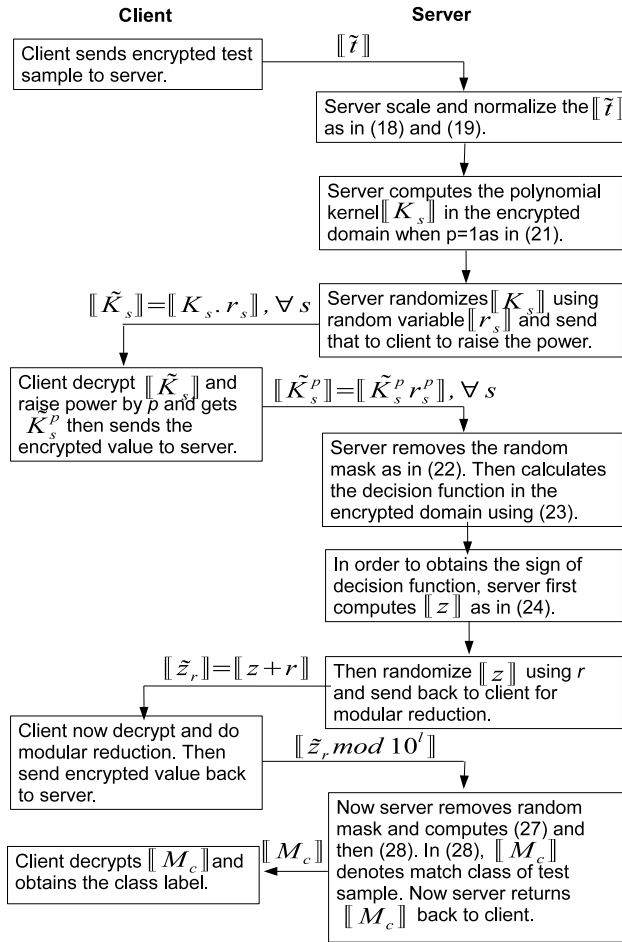 Client
Server
Client sends encrypted test
sample to server.
⟦t̃⟧
Server scale and normalize the ⟦t̃⟧
as in (18) and (19).
Server computes the polynomial
kernel ⟦K_s⟧ in the encrypted
domain when p=1as in (21).
Server randomizes ⟦K_s⟧ using
random variable ⟦r_s⟧ and send
that to client to raise the power.
⟦K̃_s⟧=⟦K_s.r_s⟧, ∀ s
Client decrypt ⟦K̃_s⟧ and
raise power by p and gets
K̃_s^p then sends the
encrypted value to server.
⟦K̃_s^p⟧=⟦K̃_s^p r_s^p⟧, ∀ s
Server removes the random
mask as in (22). Then calculates
the decision function in the
encrypted domain using (23).
In order to obtains the sign of
decision function, server first
computes ⟦z⟧ as in (24).
Then randomize ⟦z⟧ using r
and send back to client for
modular reduction.
⟦z̃_r⟧=⟦z+r⟧
Client now decrypt and do
modular reduction. Then
send encrypted value back
to server.
⟦z̃_r mod 10^l⟧
Now server removes random
mask and computes (27) and
then (28). In (28), ⟦M_c⟧
denotes match class of test
sample. Now server returns
⟦M_c⟧ back to client.
⟦M_c⟧
Client decrypts ⟦M_c⟧ and
obtains the class label.